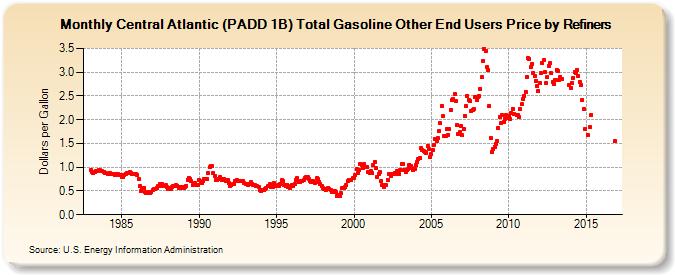 Monthly Central Atlantic (PADD 1B) Total Gasoline Other End Users Price by Refiners
Dollars per Gallon
3.5
3.0
2.5
2.0
1.5
1.0
0.5
0.0
1985 1990 1995 2000 2005 2010 2015
Source: U.S. Energy Information Administration